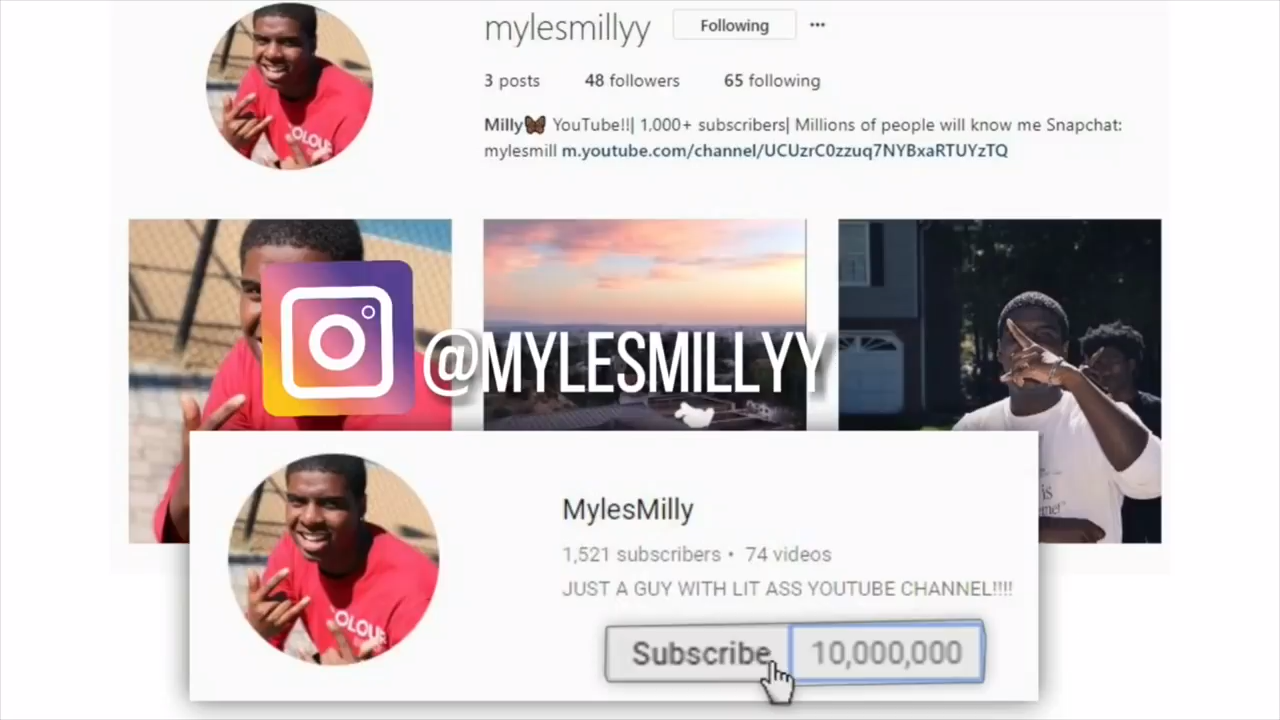 mylesmillyy Following ...
3 posts 48 followers 65 following
Milly YouTube!!| 1,000+ subscribers| Millions of people will know me Snapchat:
mylesmill m.youtube.com/channel/UCUzrC0zzuq7NYBxaRTUYzTQ
@MYLESMILLYY
MylesMilly
1,521 subscribers • 74 videos
JUST A GUY WITH LIT ASS YOUTUBE CHANNEL!!!!
Subscribe 10,000,000